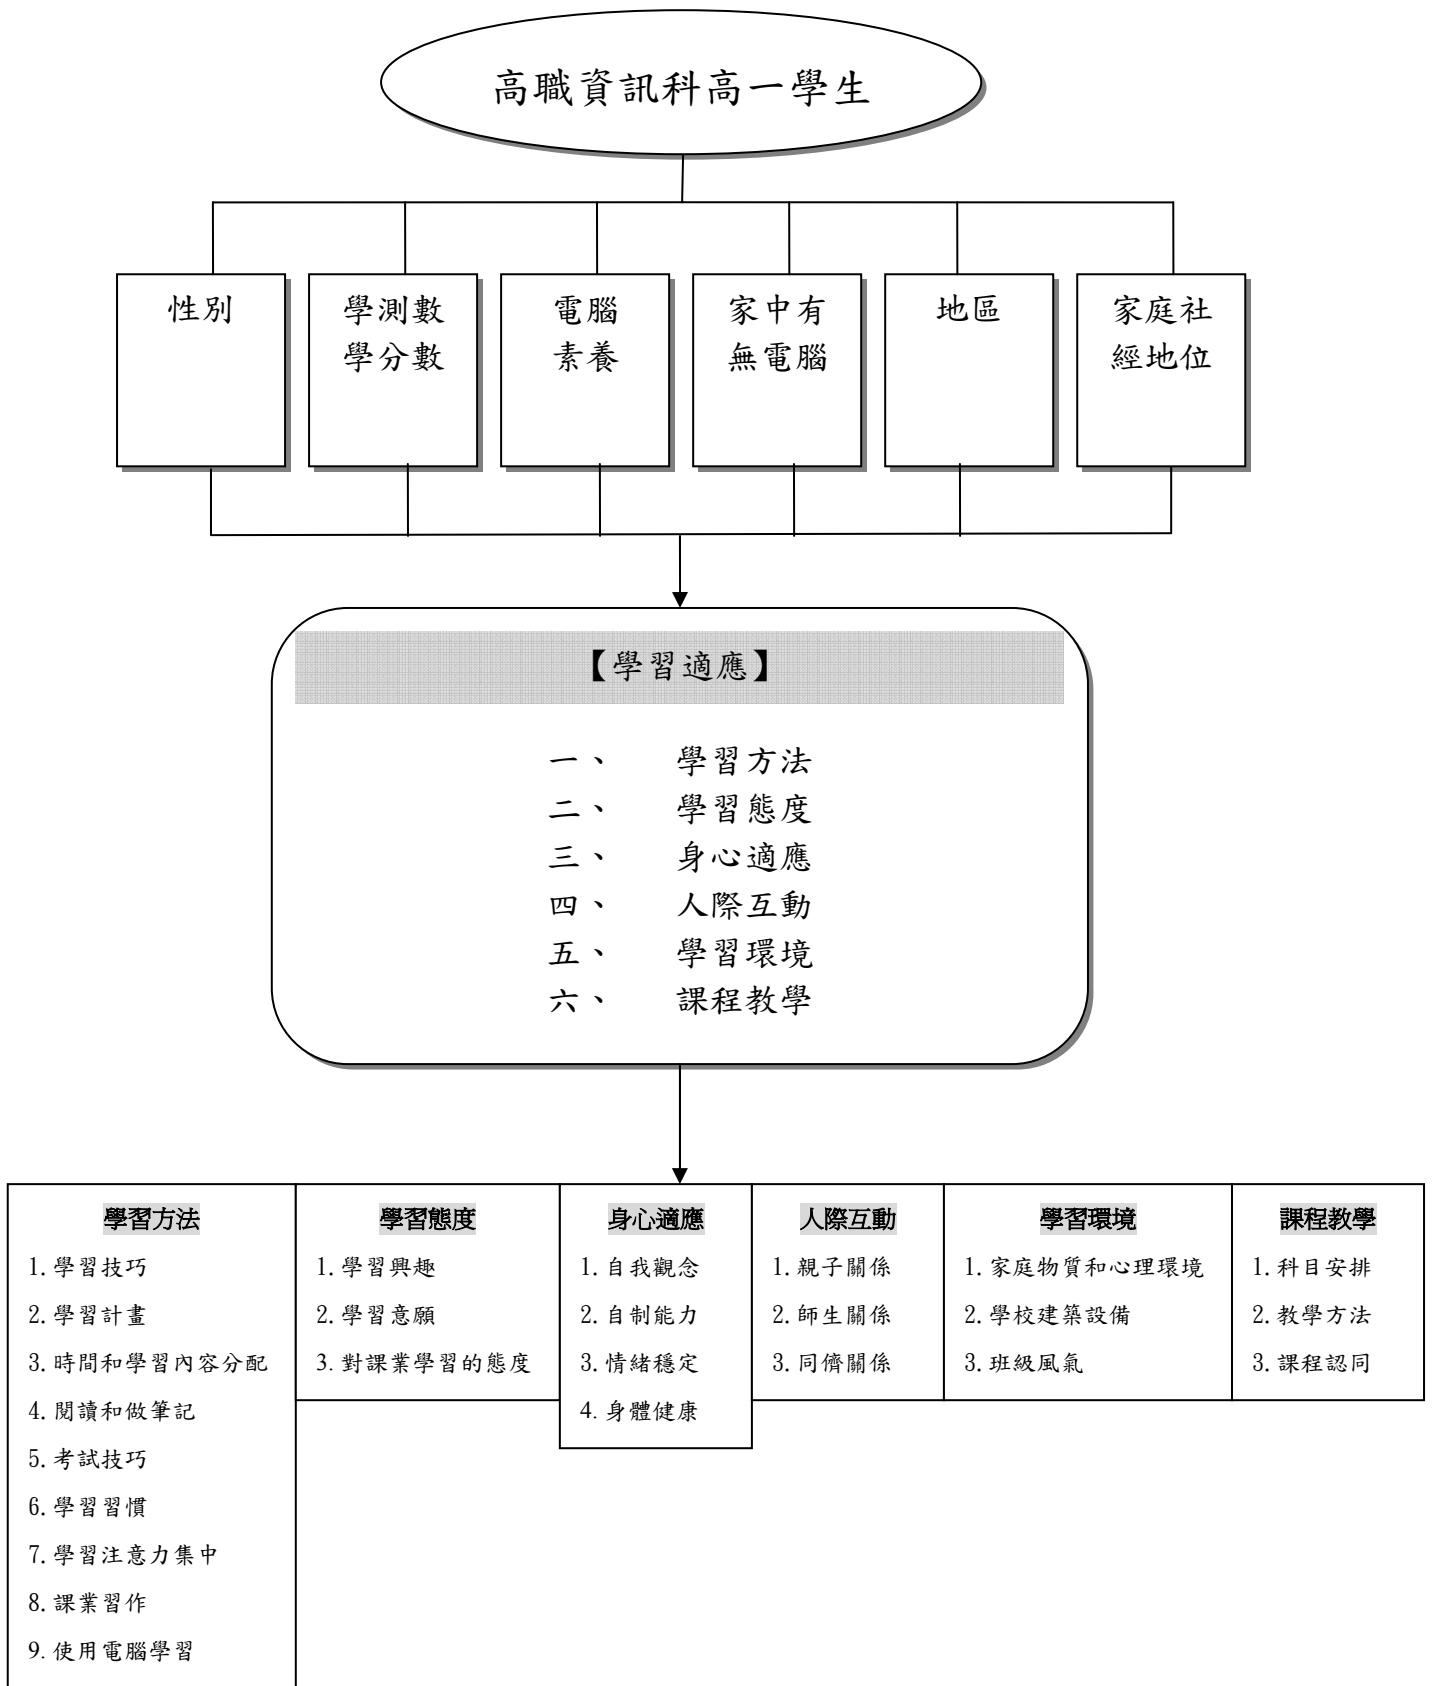 高職資訊科高一學生
性別
學測數
學分數
電腦
素養
家中有
無電腦
地區
家庭社
經地位
【學習適應】
一、 學習方法
二、 學習態度
三、 身心適應
四、 人際互動
五、 學習環境
六、 課程教學
學習方法
1.學習技巧
2.學習計畫
3.時間和學習內容分配
4.閱讀和做筆記
5.考試技巧
6.學習習慣
7.學習注意力集中
8.課業習作
9.使用電腦學習
學習態度
1.學習興趣
2.學習意願
3.對課業學習的態度
身心適應
1.自我觀念
2.自制能力
3.情緒穩定
4.身體健康
人際互動
1.親子關係
2.師生關係
3.同儕關係
學習環境
1.家庭物質和心理環境
2.學校建築設備
3.班級風氣
課程教學
1.科目安排
2.教學方法
3.課程認同